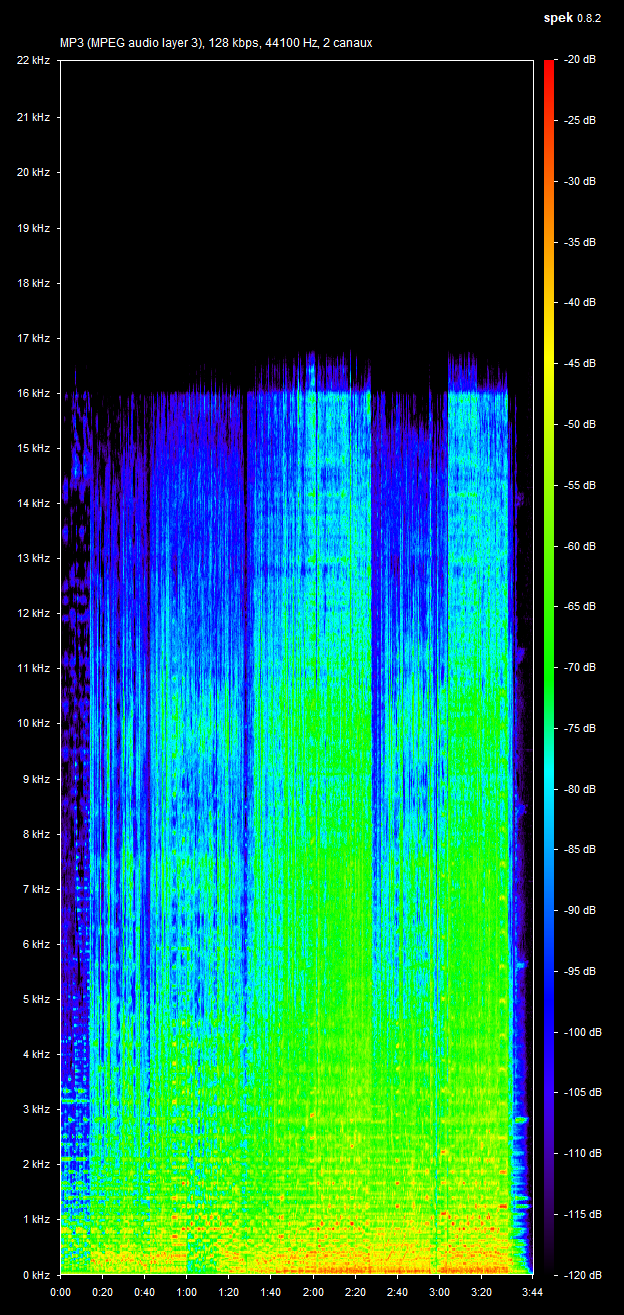 spek 0.8.2
MP3 (MPEG audio layer 3), 128 kbps, 44100 Hz, 2 canaux
22 kHz
21 kHz
20 kHz
19 kHz
18 kHz
17 kHz
16 kHz
15 kHz
14 kHz
13 kHz
12 kHz
11 kHz
10 kHz
9 kHz
8 kHz
7 kHz
6 kHz
5 kHz
4 kHz
3 kHz
2 kHz
1 kHz
0 kHz
-20 dB
-25 dB
-30 dB
-35 dB
-40 dB
-45 dB
-50 dB
-55 dB
-60 dB
-65 dB
-70 dB
-75 dB
-80 dB
-85 dB
-90 dB
-95 dB
-100 dB
-105 dB
-110 dB
-115 dB
-120 dB
0:00 0:20 0:40 1:00 1:20 1:40 2:00 2:20 2:40 3:00 3:20 3:44